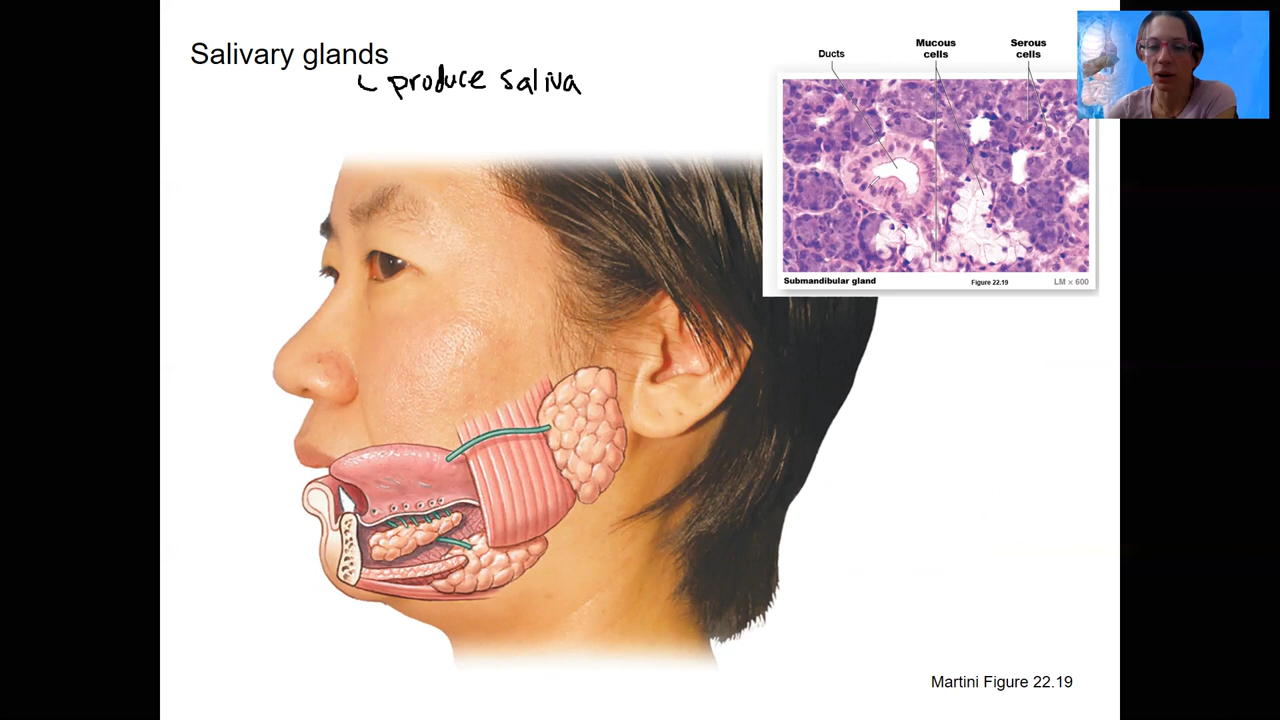 Salivary glands
produce saliva
Ducts
Mucous
cells
Serous
cells
Submandibular gland
Figure 22.19
LM × 600
Martini Figure 22.19